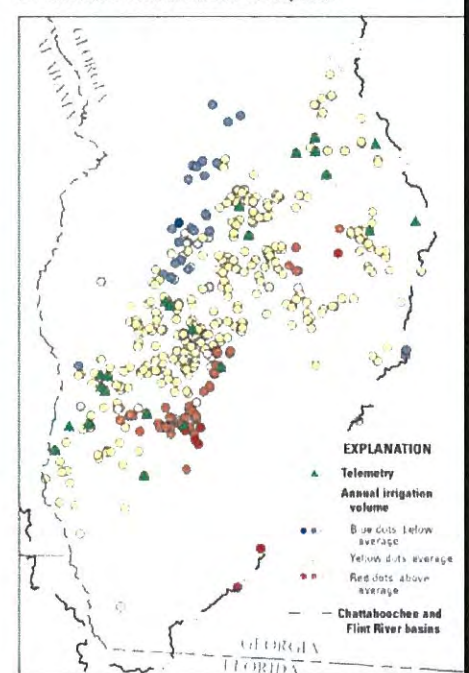 GEORGIA
ALABAMA
EXPLANATION
Telemetry
Annual irrigation
volume
Blue dots below
average
Yellow dots average
Red dots above
average
Chattahoochee and
Flint River basins
GEORGIA
FLORIDA